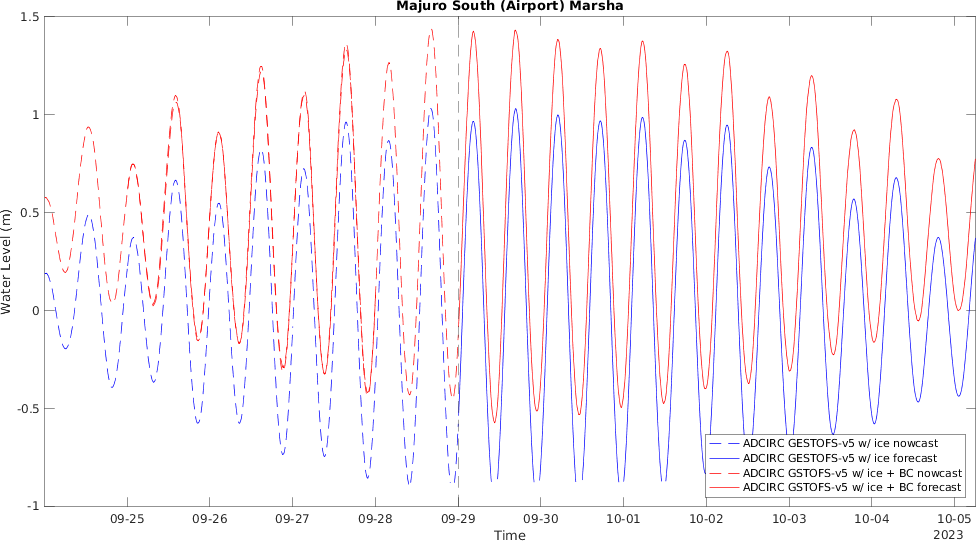 Majuro South (Airport) Marsha
Water Level (m)
1.5
1
0.5
0
-0.5
-1
ADCIRC GESTOFS-v5 w/ ice nowcast
ADCIRC GESTOFS-v5 w/ ice forecast
ADCIRC GSTOFS-v5 w/ ice + BC nowcast
ADCIRC GSTOFS-v5 w/ ice + BC forecast
09-25 09-26 09-27 09-28 09-29 09-30 10-01 10-02 10-03 10-04 10-05
Time
2023